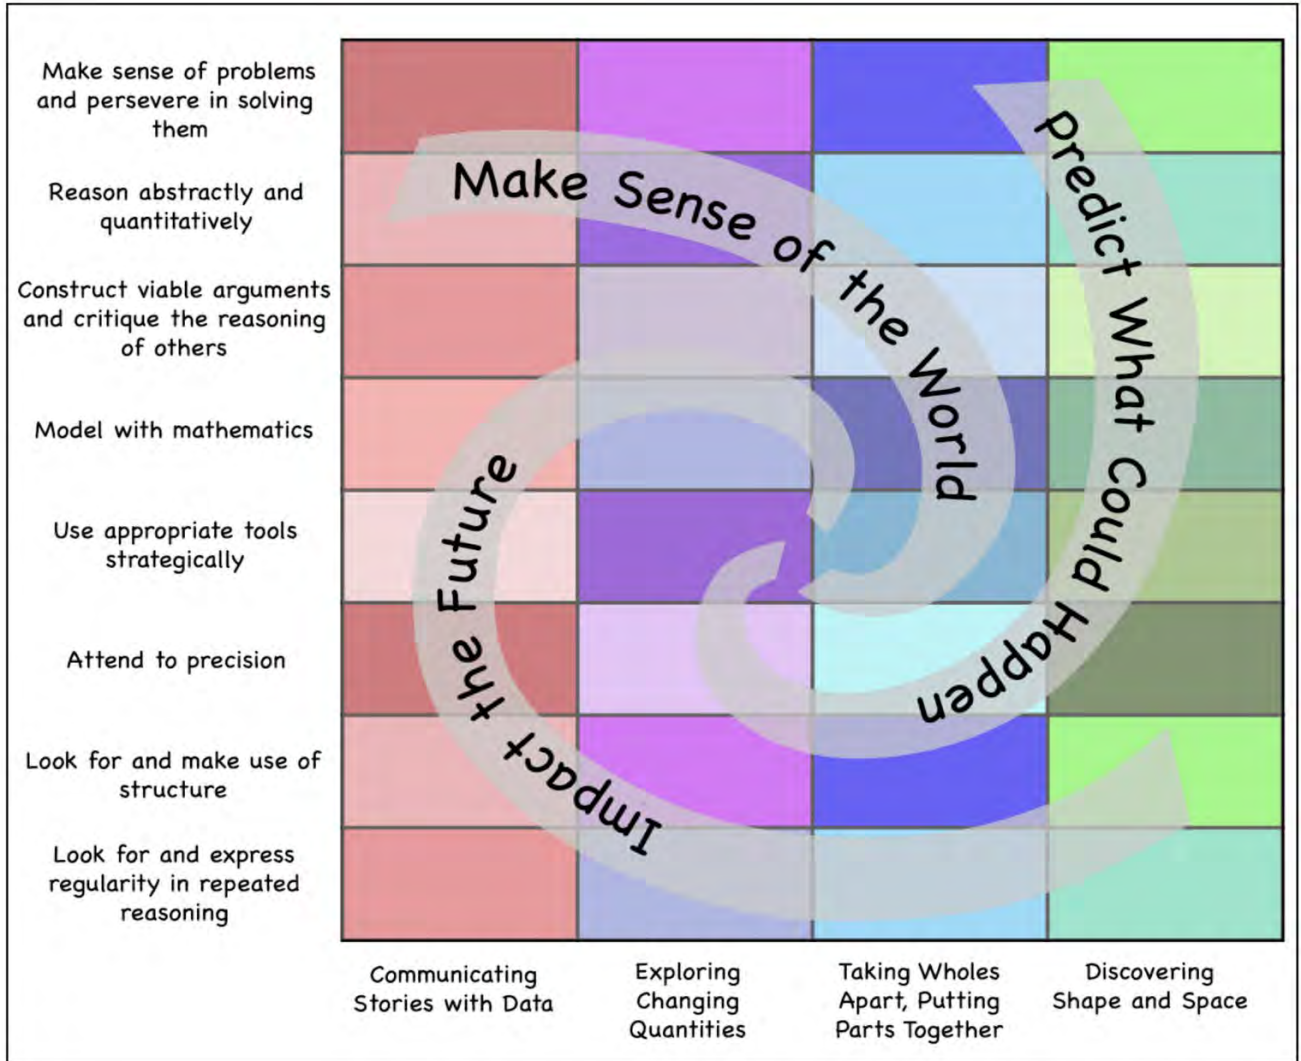 Make sense of problems
and persevere in solving
them
Reason abstractly and
quantitatively
Construct viable arguments
and critique the reasoning
of others
Model with mathematics
Use appropriate tools
strategically
Attend to precision
Look for and make use of
structure
Look for and express
regularity in repeated
reasoning
Make Sense of the World
Predict What Could Happen
Impact the Future
Communicating
Stories with Data
Exploring
Changing
Quantities
Taking Wholes
Apart, Putting
Parts Together
Discovering
Shape and Space